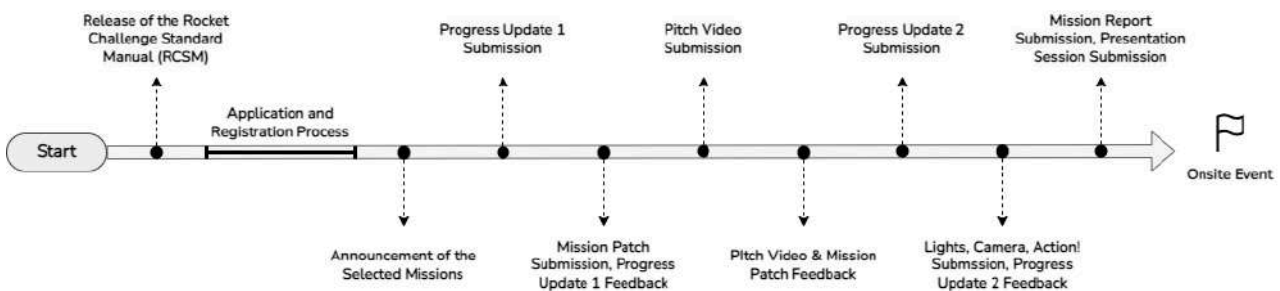 Release of the Rocket
Challenge Standard
Manual (RCSM)
Progress Update 1
Submission
Pitch Video
Submission
Progress Update 2
Submission
Mission Report
Submission, Presentation
Session Submission
Application and
Registration Process
Start
Onsite Event
Announcement of the
Selected Missions
Mission Patch
Submission, Progress
Update 1 Feedback
PItch Video & Mission
Patch Feedback
Lights, Camera, Action!
Submssion, Progress
Update 2 Feedback